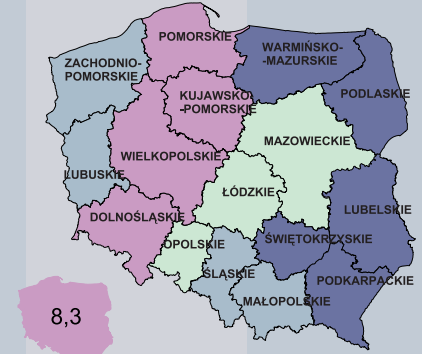 POMORSKIE
WARMIŃSKO-
-MAZURSKIE
ZACHODNIO-
POMORSKIE
PODLASKIE
KUJAWSKO-
-POMORSKIE
MAZOWIECKIE
WIELKOPOLSKIE
LUBUSKIE
ŁÓDZKIE
LUBELSKIE
DOLNOŚLĄSKIE
ŚWIĘTOKRZYSKIE
OPOLSKIE
ŚLĄSKIE
PODKARPACKIE
MAŁOPOLSKIE
8,3